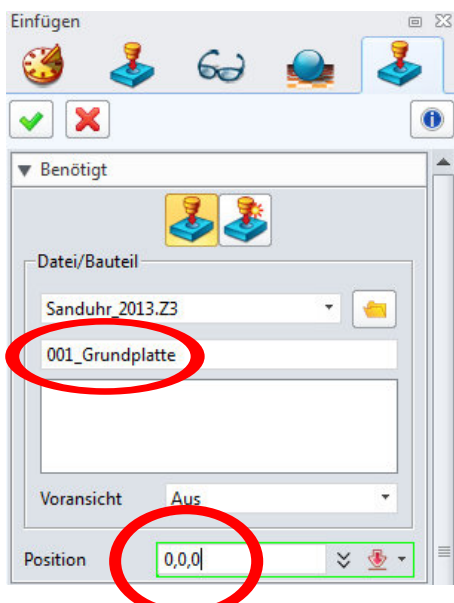 Einfügen
Benötigt
Datei/Bauteil
Sanduhr_2013.Z3
001_Grundplatte
Voransicht Aus
Position 0,0,0